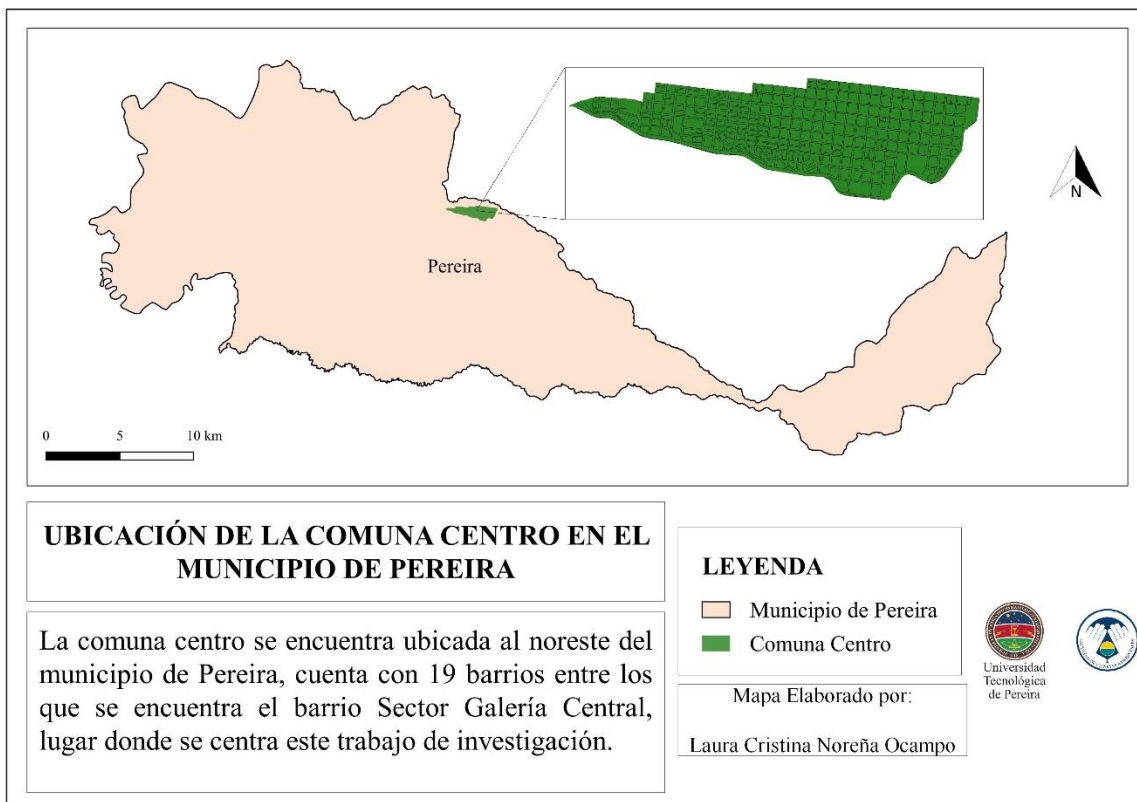 N
Pereira
0 5 10 km
UBICACIÓN DE LA COMUNA CENTRO EN EL
MUNICIPIO DE PEREIRA
La comuna centro se encuentra ubicada al noreste del
municipio de Pereira, cuenta con 19 barrios entre los
que se encuentra el barrio Sector Galería Central,
lugar donde se centra este trabajo de investigación.
LEYENDA
Municipio de Pereira
Comuna Centro
Mapa Elaborado por:
Laura Cristina Noreña Ocampo
Universidad
Tecnológica
de Pereira